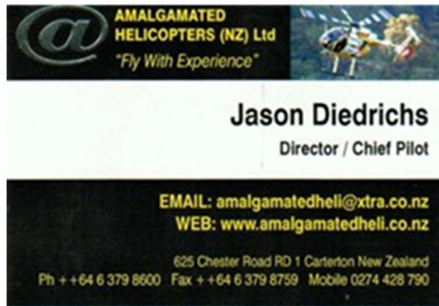 @ AMALGAMATED
HELICOPTERS (NZ) Ltd
"Fly With Experience"
Jason Diedrichs
Director / Chief Pilot
EMAIL: amalgamatedheli@xtra.co.nz
WEB: www.amalgamatedheli.co.nz
625 Chester Road RD 1 Carterton New Zealand
Ph ++64 6 379 8600 Fax ++64 6 379 8759 Mobile 0274 428 790